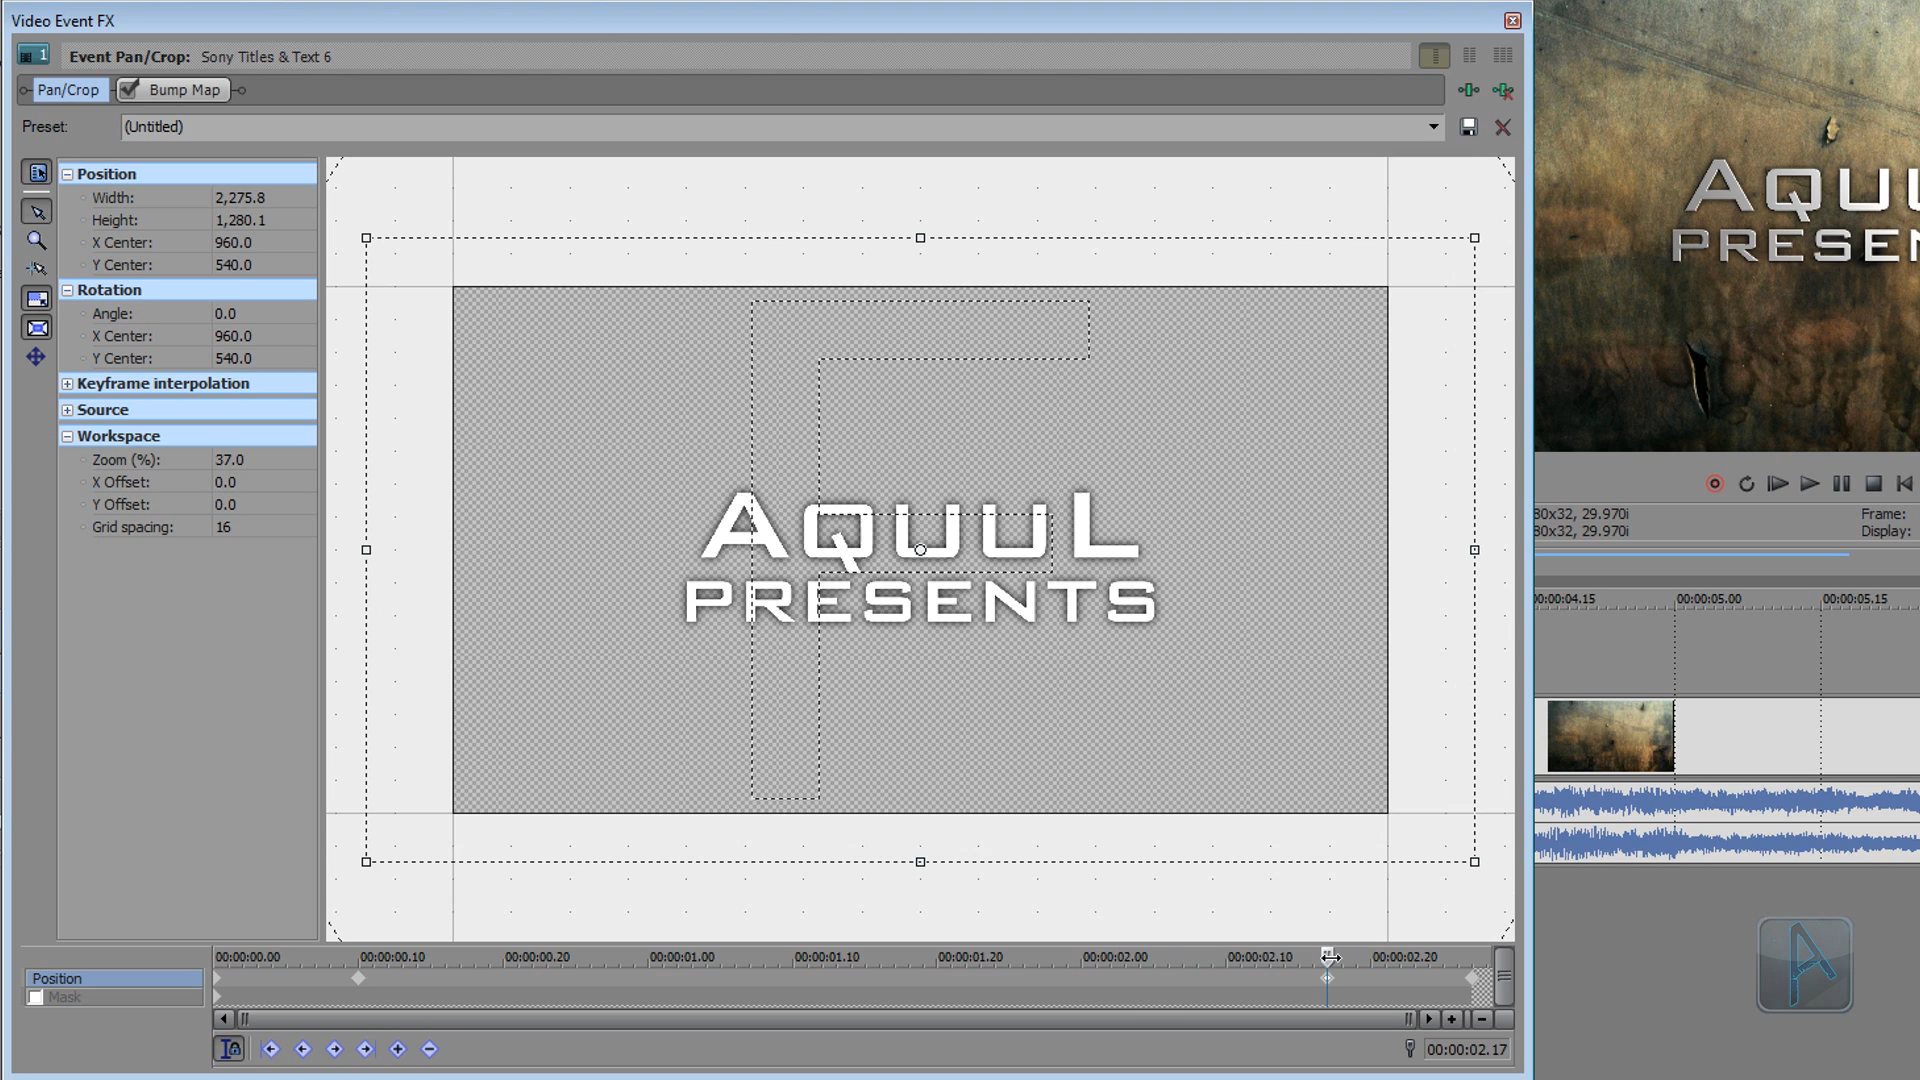 Video Event FX
1
Event Pan/Crop: Sony Titles & Text 6
Pan/Crop
Bump Map
Preset:
(Untitled)
Position
Width: 2,275.8
Height: 1,280.1
X Center: 960.0
Y Center: 540.0
Rotation
Angle: 0.0
X Center: 960.0
Y Center: 540.0
Keyframe interpolation
Source
Workspace
Zoom (%): 37.0
X Offset: 0.0
Y Offset: 0.0
Grid spacing: 16
AQUUL
PRESENTS
AQUU
PRESEN
80x32, 29.970i
Frame:
80x32, 29.970i
Display:
00:00:04.15
00:00:05.00
00:00:05.15
00:00:00.00
00:00:00.10
00:00:00.20
00:00:01.00
00:00:01.10
00:00:01.20
00:00:02.00
00:00:02.10
00:00:02.20
Position
Mask
00:00:02.17
A